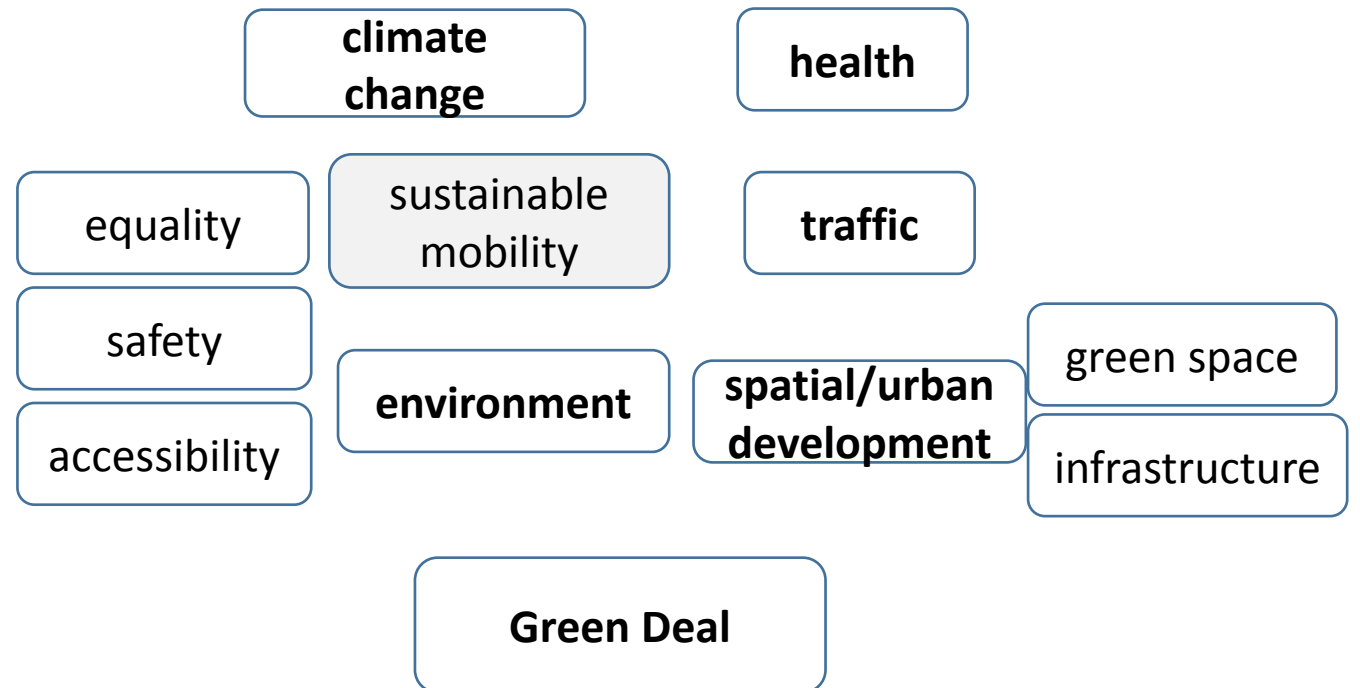 climate
change
health
equality
sustainable
mobility
traffic
safety
environment
spatial/urban
development
green space
accessibility
infrastructure
Green Deal